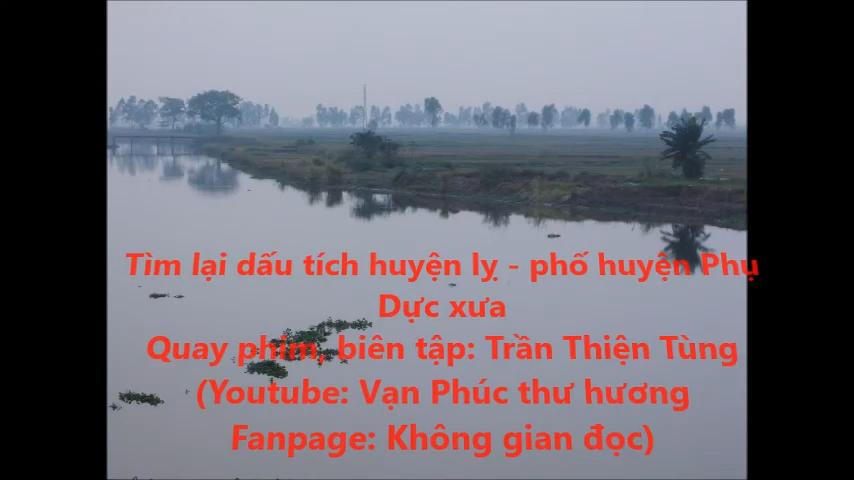 Tìm lại dấu tích huyện lỵ - phố huyện Phụ
Dực xưa
Quay phim, biên tập: Trần Thiện Tùng
(Youtube: Vạn Phúc thư hương
Fanpage: Không gian đọc)